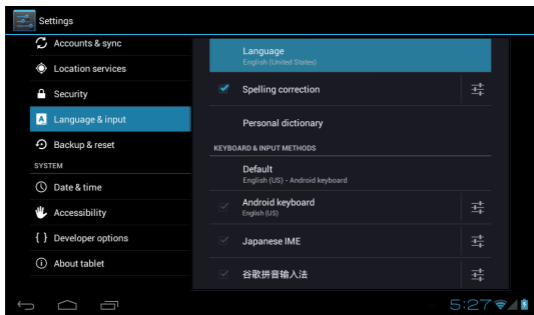 Settings
Accounts & sync
Location services
Security
Language & input
Backup & reset
SYSTEM
Date & time
Accessibility
{ } Developer options
About tablet
Language
English (United States)
Spelling correction
Personal dictionary
KEYBOARD & INPUT METHODS
Default
English (US) - Android keyboard
Android keyboard
English (US)
Japanese IME
谷歌拼音输入法
5:27